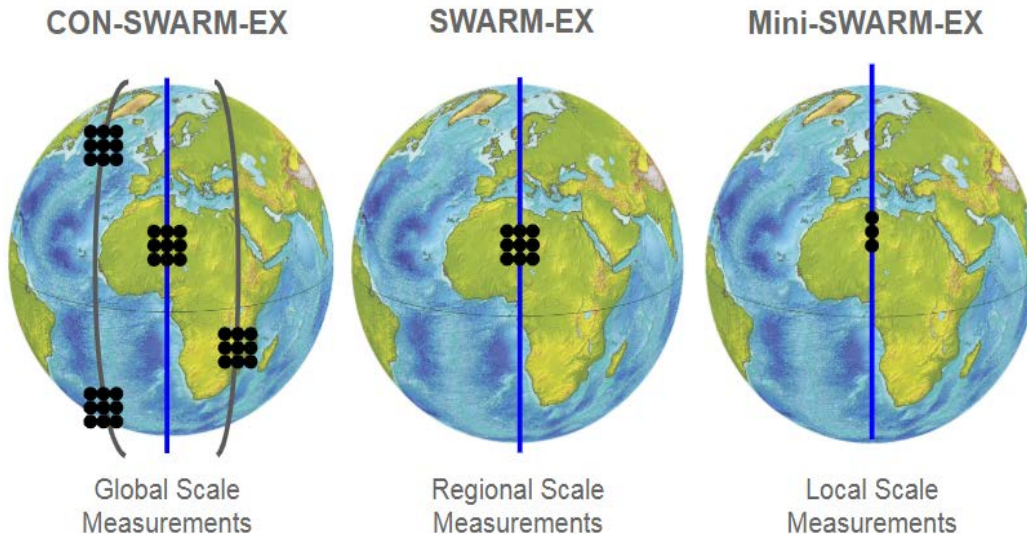 CON-SWARM-EX
SWARM-EX
Mini-SWARM-EX
Global Scale
Measurements
Regional Scale
Measurements
Local Scale
Measurements